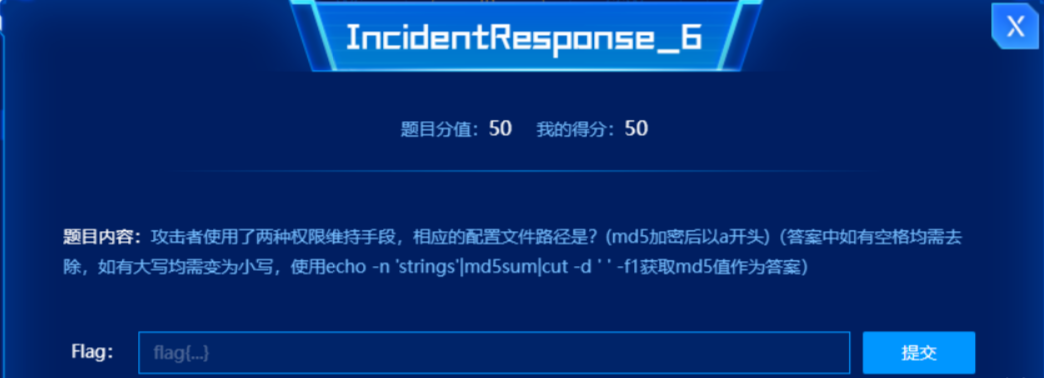 IncidentResponse_6
X
题目分值：50 我的得分：50
题目内容：攻击者使用了两种权限维持手段，相应的配置文件路径是？(md5加密后以a开头)（答案中如有空格均需去
除，如有大写均需变为小写，使用echo -n 'strings'|md5sum|cut -d ' ' -f1获取md5值作为答案）
Flag： flag{...} 提交